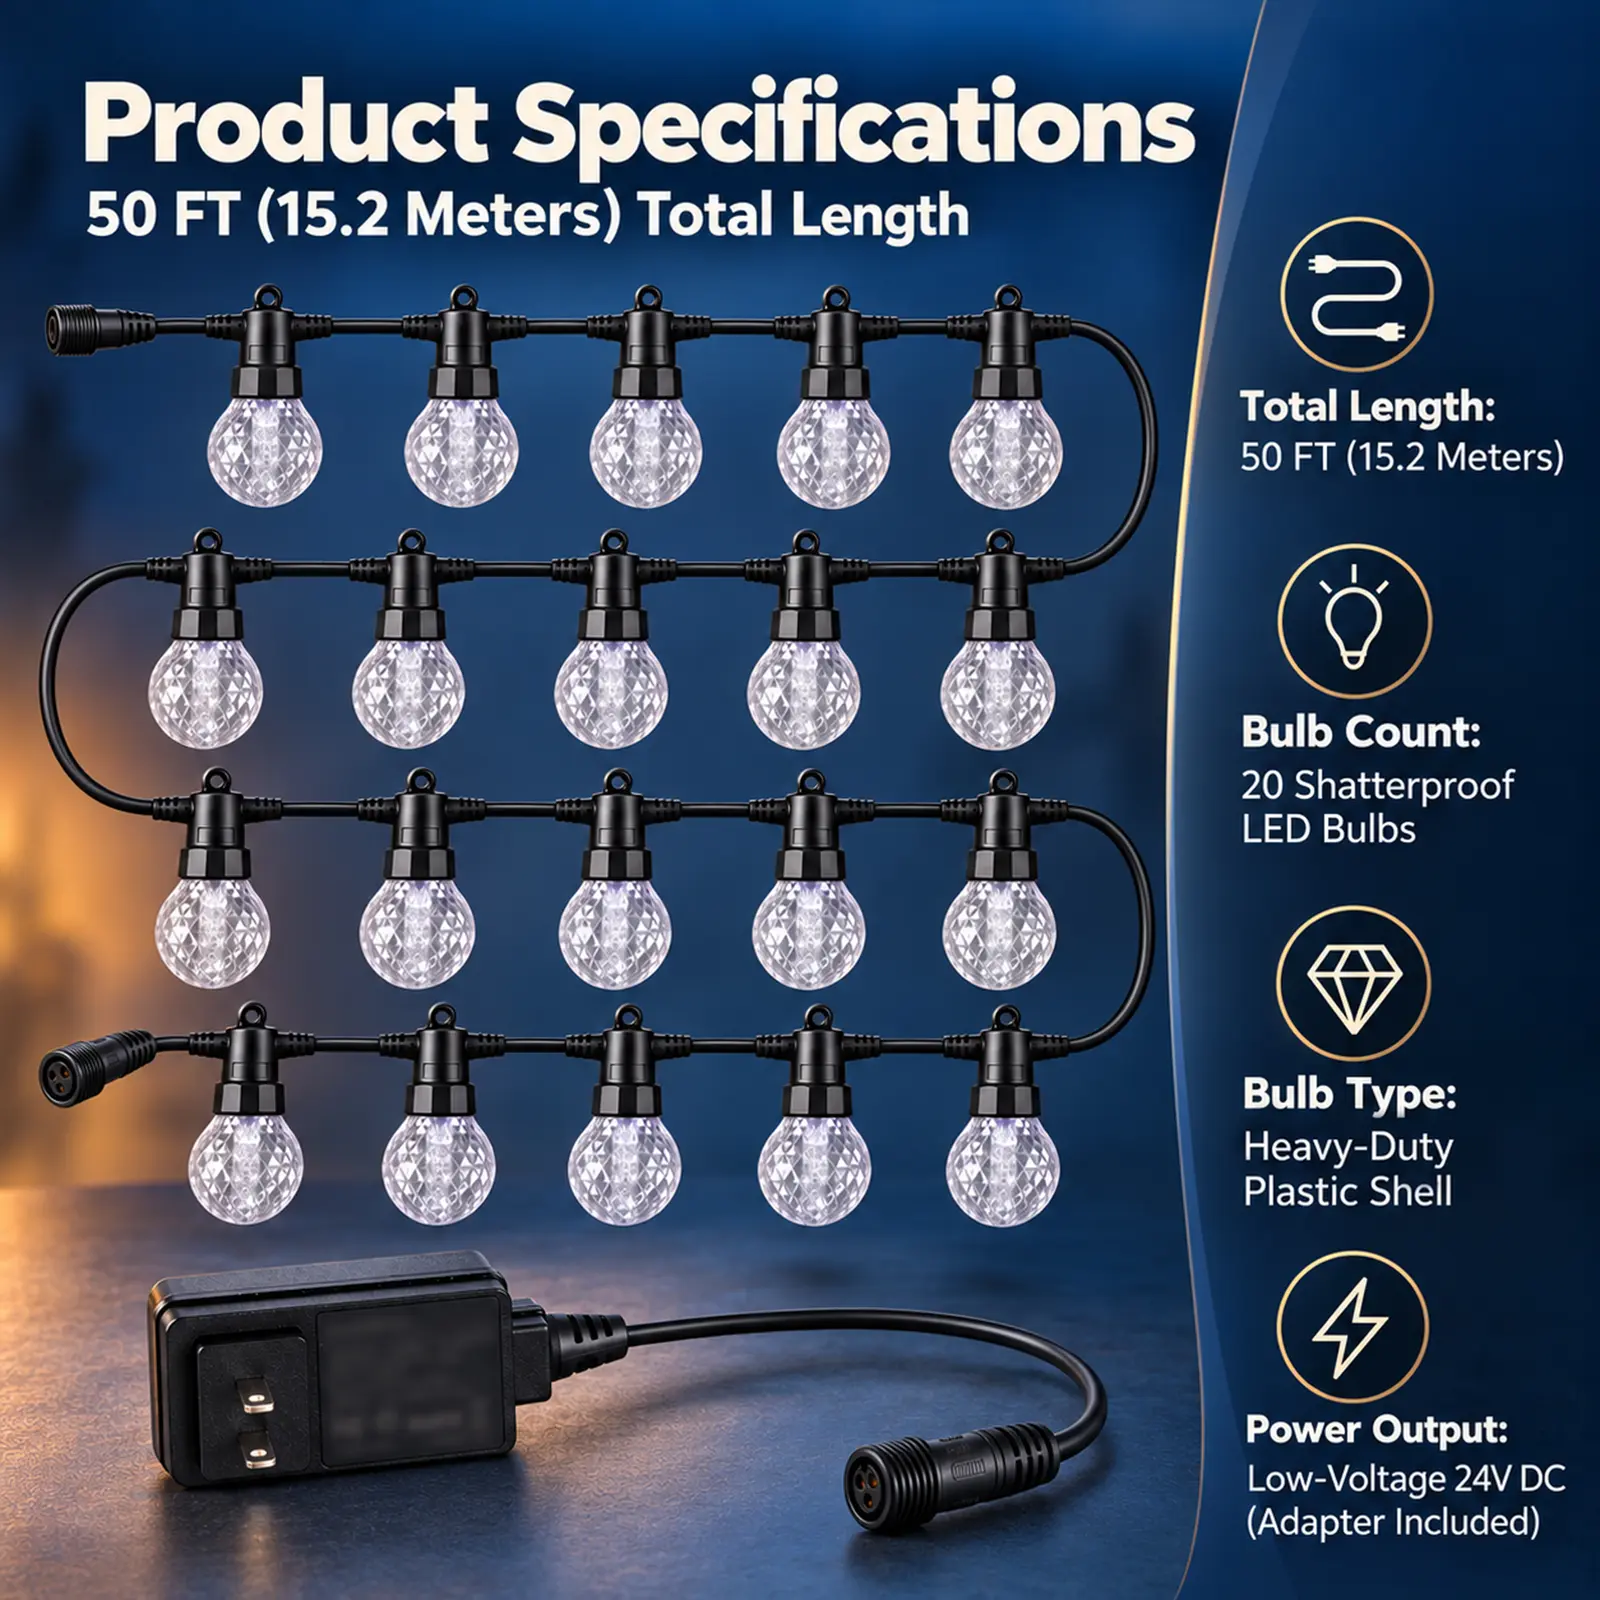 Product Specifications
50 FT (15.2 Meters) Total Length
Total Length:
50 FT (15.2 Meters)
Bulb Count:
20 Shatterproof
LED Bulbs
Bulb Type:
Heavy-Duty
Plastic Shell
Power Output:
Low-Voltage 24V DC
(Adapter Included)